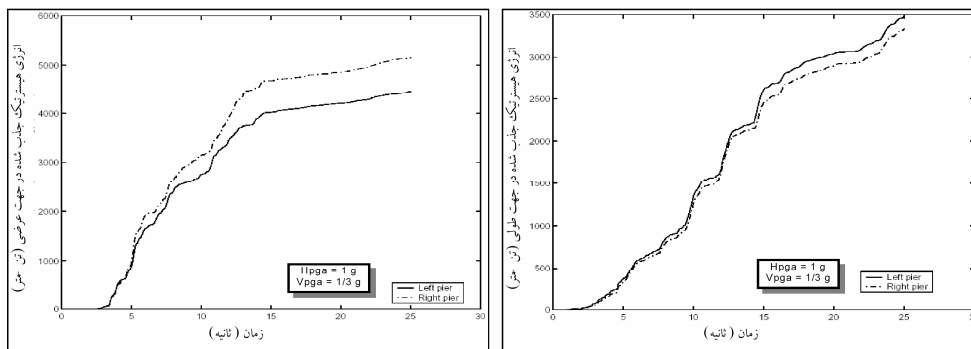 انرژی هیسترتیک جذب شده در جهت عرضی (تن متر)
6000
5000
4000
3000
2000
1000
0
0 5 10 15 20 25 30
Hpga = 1 g
Vpga = 1/3 g
Left pier
Right pier
زمان ( ثانیه )
انرژی هیسترتیک جذب شده در جهت طولی (تن متر)
3500
3000
2500
2000
1500
1000
500
0
0 5 10 15 20 25 30
Hpga = 1 g
Vpga = 1/3 g
Left pier
Right pier
زمان ( ثانیه )